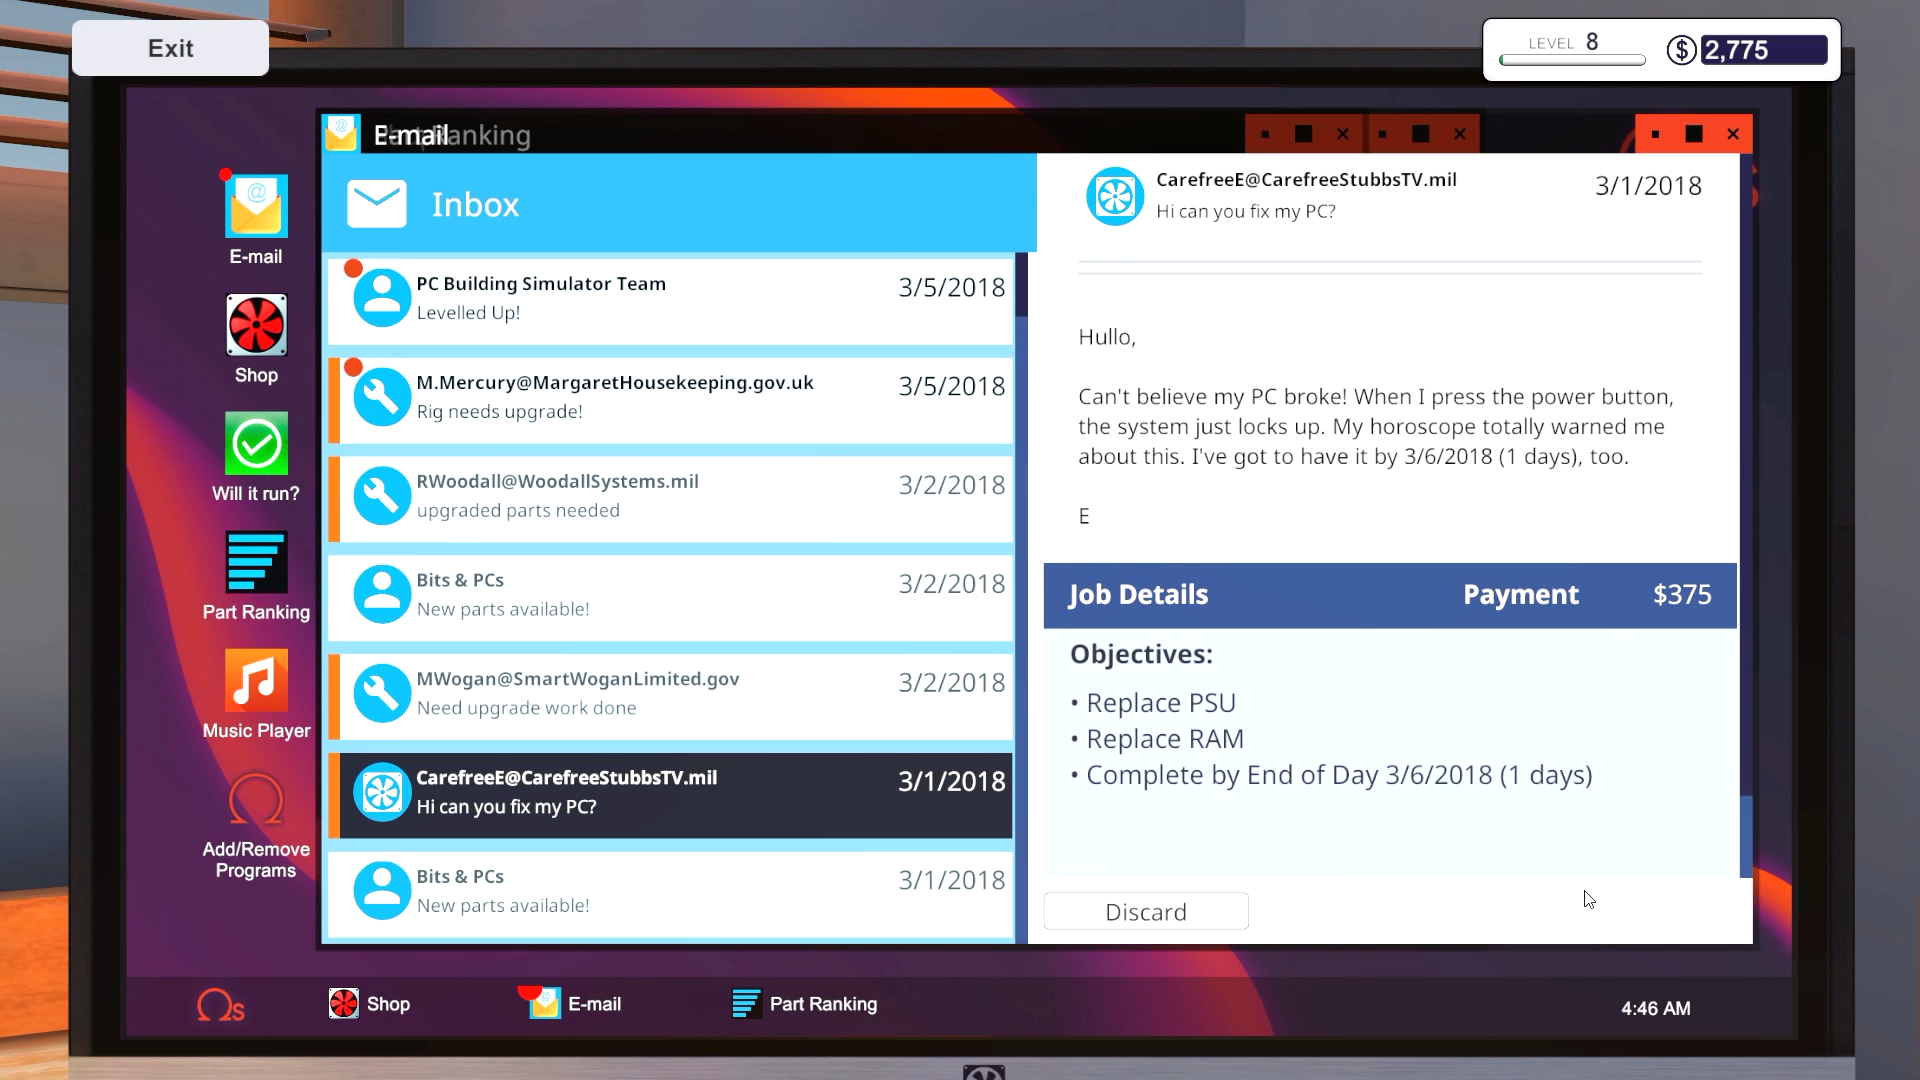 Exit
LEVEL 8
$ 2,775
E-mail
Part Ranking
E-mail
Shop
Will it run?
Part Ranking
Music Player
Add/Remove
Programs
Inbox
PC Building Simulator Team
3/5/2018
Levelled Up!
M.Mercury@MargaretHousekeeping.gov.uk
3/5/2018
Rig needs upgrade!
RWoodall@WoodallSystems.mil
3/2/2018
upgraded parts needed
Bits & PCs
3/2/2018
New parts available!
MWogan@SmartWoganLimited.gov
3/2/2018
Need upgrade work done
CarefreeE@CarefreeStubbsTV.mil
3/1/2018
Hi can you fix my PC?
Bits & PCs
3/1/2018
New parts available!
CarefreeE@CarefreeStubbsTV.mil
3/1/2018
Hi can you fix my PC?
Hullo,
Can't believe my PC broke! When I press the power button,
the system just locks up. My horoscope totally warned me
about this. I've got to have it by 3/6/2018 (1 days), too.
E
Job Details
Payment
$375
Objectives:
• Replace PSU
• Replace RAM
• Complete by End of Day 3/6/2018 (1 days)
Discard
Ωs
Shop
E-mail
Part Ranking
4:46 AM